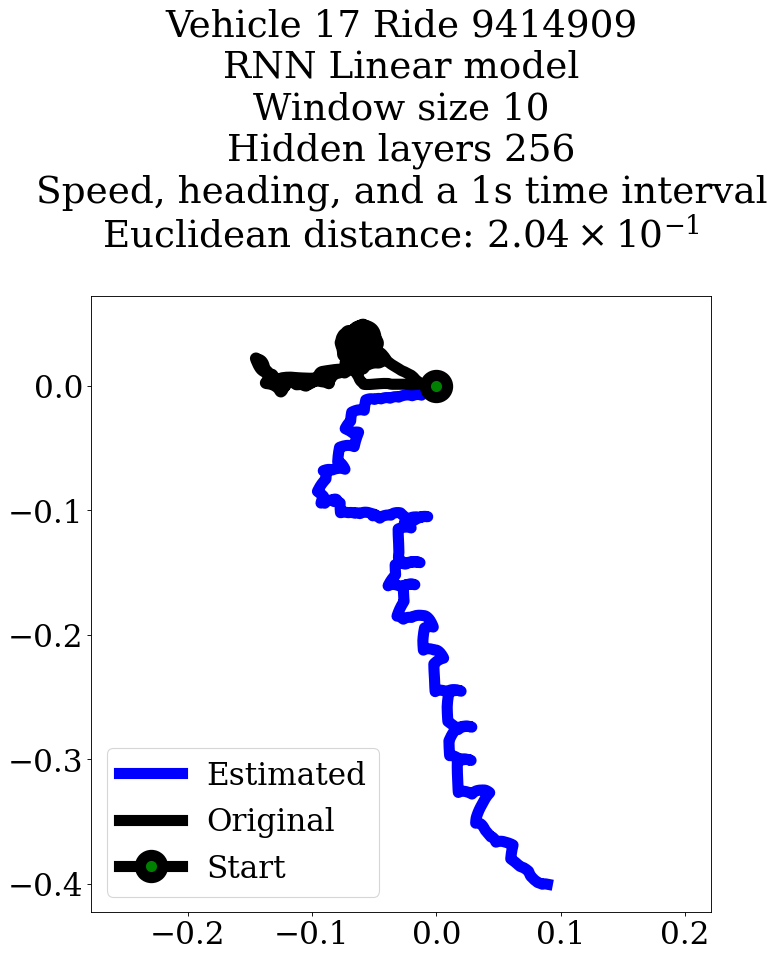 Vehicle 17 Ride 9414909
RNN Linear model
Window size 10
Hidden layers 256
Speed, heading, and a 1s time interval
Euclidean distance: 2.04 × 10⁻¹
0.0
−0.1
−0.2
−0.3
−0.4
Estimated
Original
Start
−0.2 −0.1 0.0 0.1 0.2